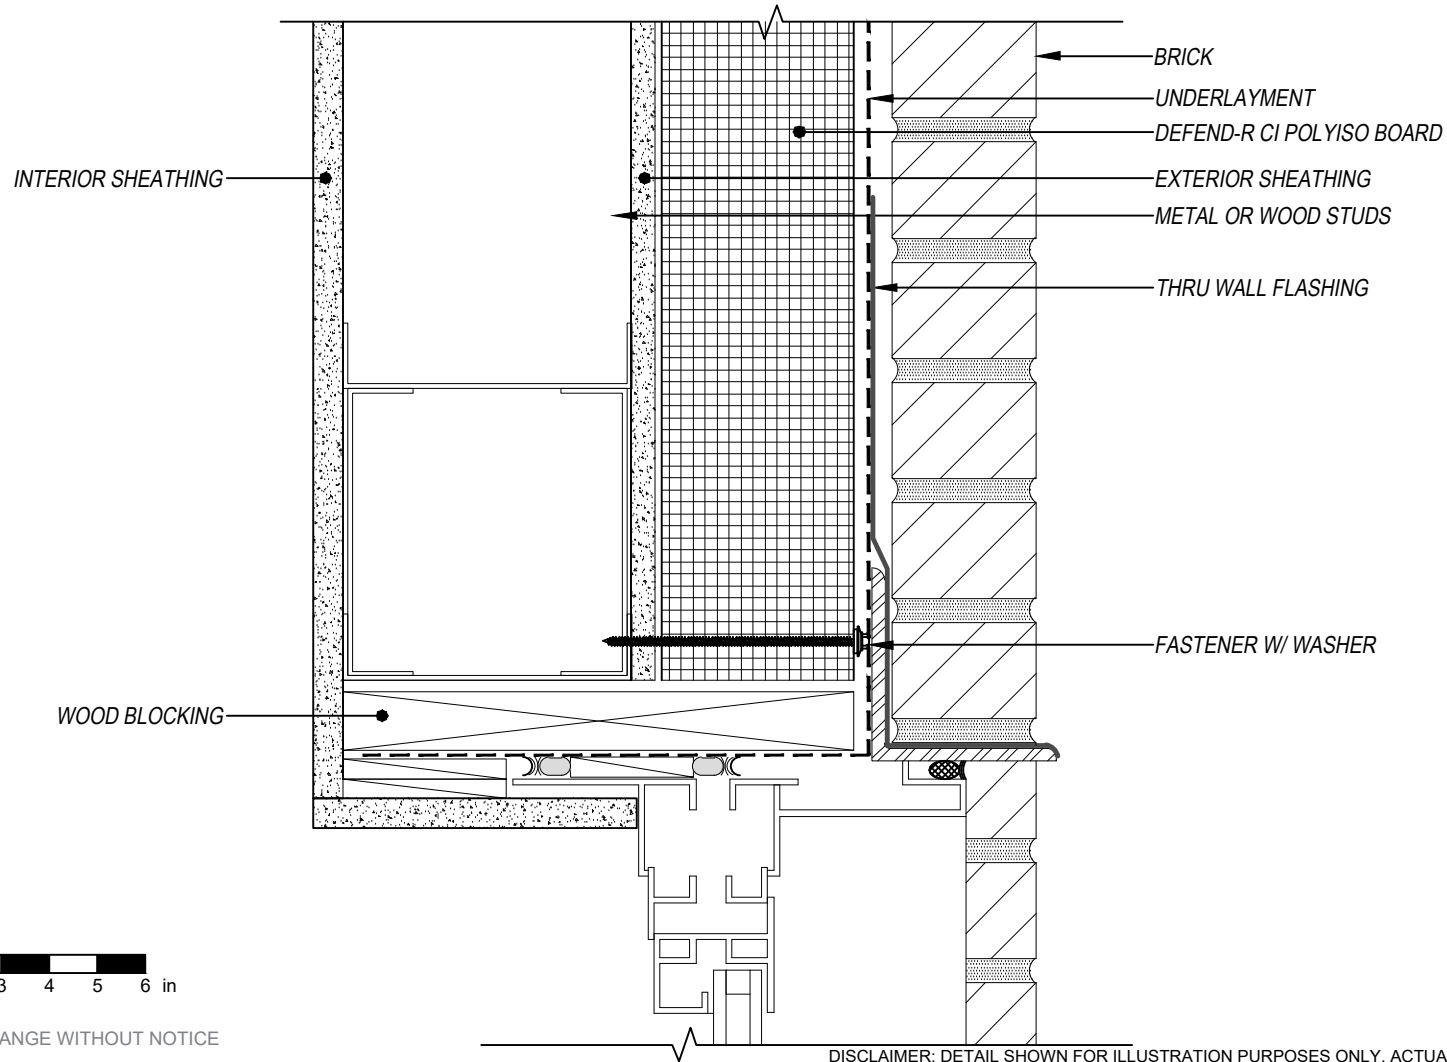 BRICK
UNDERLAYMENT
DEFEND-R CI POLYISO BOARD
INTERIOR SHEATHING
EXTERIOR SHEATHING
METAL OR WOOD STUDS
THRU WALL FLASHING
FASTENER W/ WASHER
WOOD BLOCKING
3 4 5 6 in
ANGE WITHOUT NOTICE
DISCLAIMER: DETAIL SHOWN FOR ILLUSTRATION PURPOSES ONLY. ACTUA